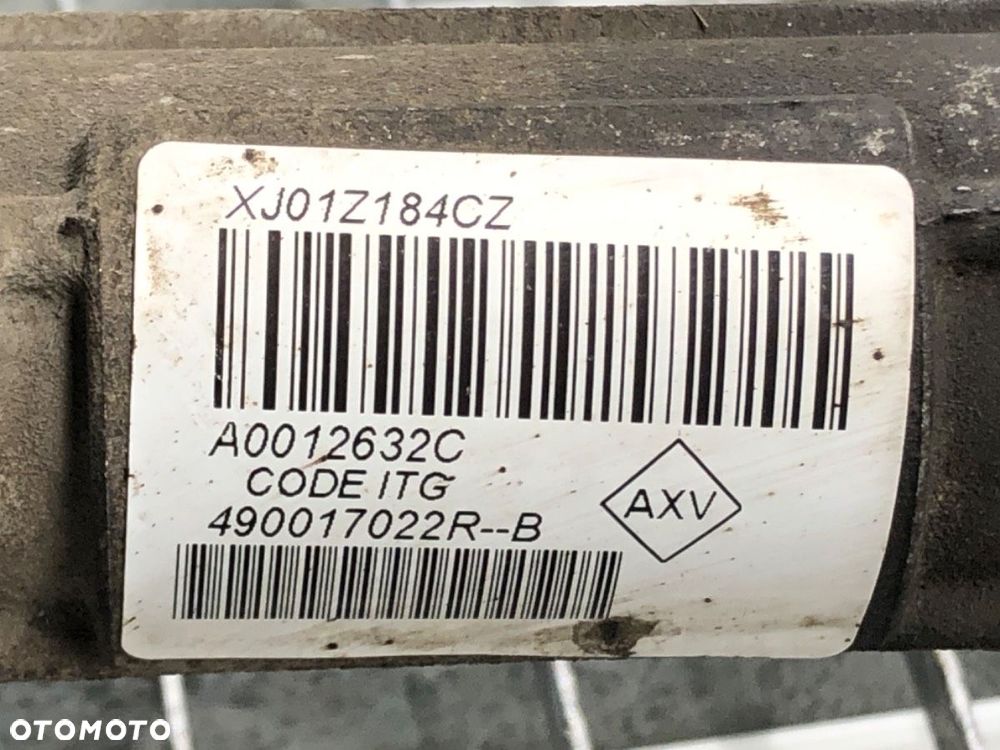 XJ01Z184CZ
A0012632C
CODE ITG
AXV
490017022R--B
OTOMOTO